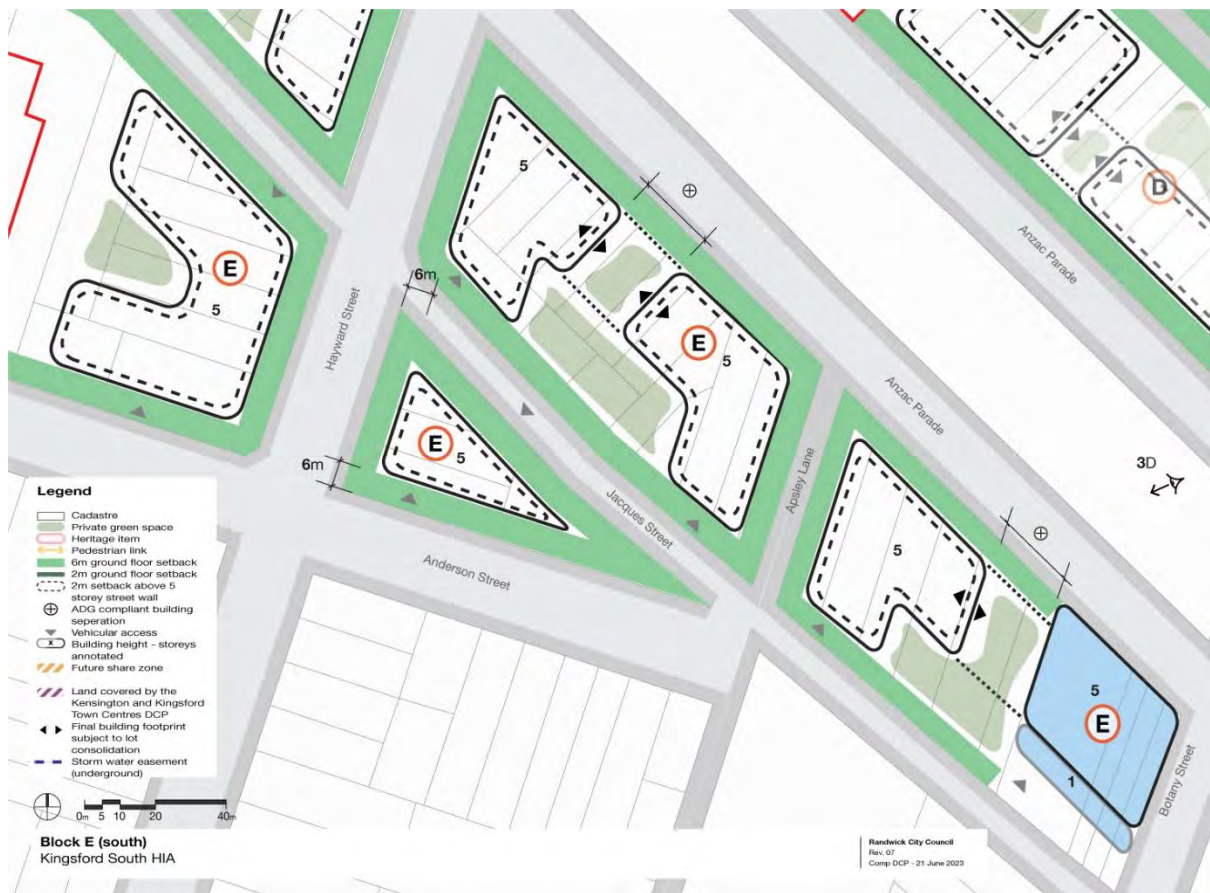 5
Anzac Parade
D
E
5
6m
Hayward Street
E
5
Anzac Parade
3D
E
5
6m
Apsley Lane
Jacques Street
5
Anderson Street
5
E
1
Botany Street
Legend
Cadastre
Private green space
Heritage item
Pedestrian link
6m ground floor setback
2m ground floor setback
2m setback above 5
storey street wall
ADG compliant building
seperation
Vehicular access
x
Building height - storeys
annotated
Future share zone
Land covered by the
Kensington and Kingsford
Town Centres DCP
Final building footprint
subject to lot
consolidation
Storm water easement
(underground)
0m 5 10 20 40m
Block E (south)
Kingsford South HIA
Randwick City Council
Rev. 07
Comp DCP - 21 June 2023